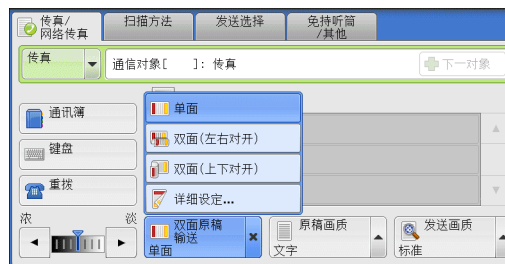 传真/
网络传真
扫描方法
发送选择
免持听筒
/其他
传真
通信对象[ ]: 传真
下一对象
通讯簿
键盘
重拨
单面
双面(左右对开)
双面(上下对开)
详细设定...
浓
淡
双面原稿
输送
单面
原稿画质
文字
发送画质
标准